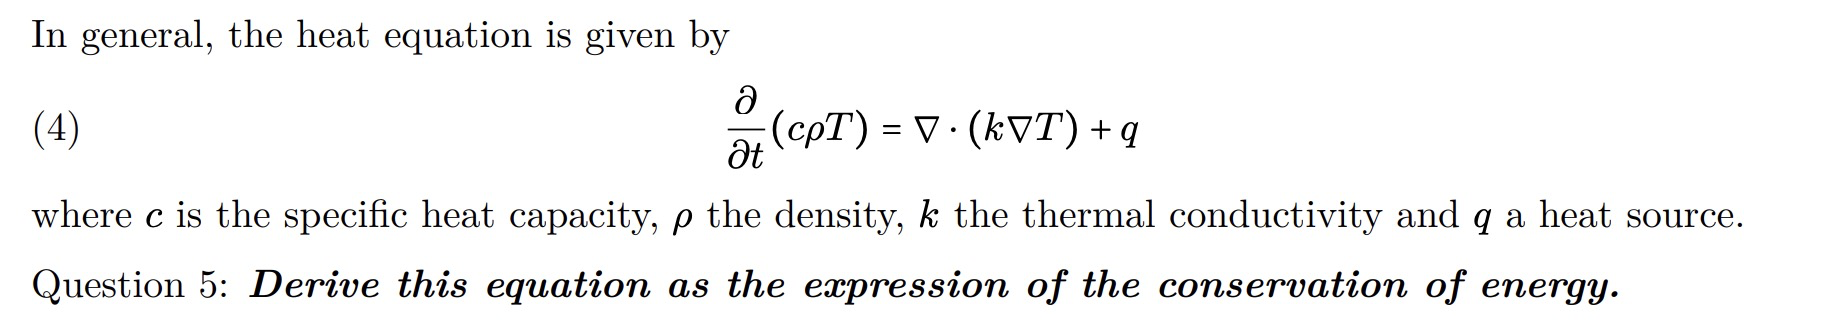 In general, the heat equation is given by
(4) ∂/∂t (cρT) = ∇ · (k∇T) + q
where c is the specific heat capacity, ρ the density, k the thermal conductivity and q a heat source.
Question 5: Derive this equation as the expression of the conservation of energy.